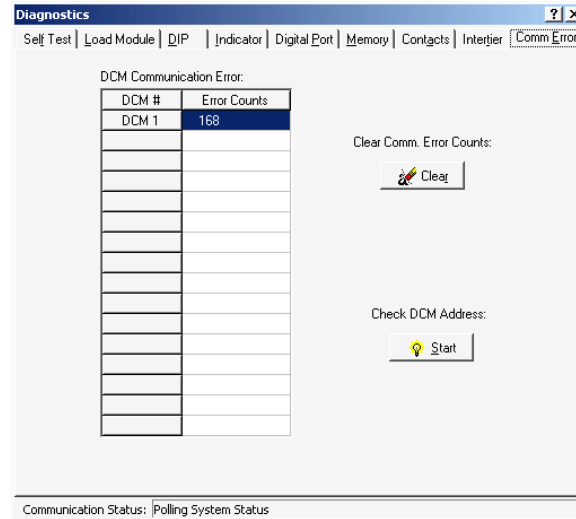 Diagnostics
Self Test Load Module DIP Indicator Digital Port Memory Contacts Intertier Comm Error
DCM Communication Error:
DCM # Error Counts
DCM 1 168
Clear Comm. Error Counts:
Clear
Check DCM Address:
Start
Communication Status: Polling System Status